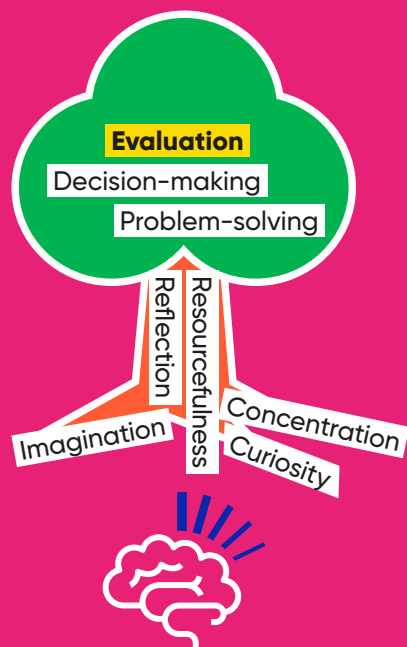 Evaluation
Decision-making
Problem-solving
Reflection
Resourcefulness
Imagination
Concentration
Curiosity